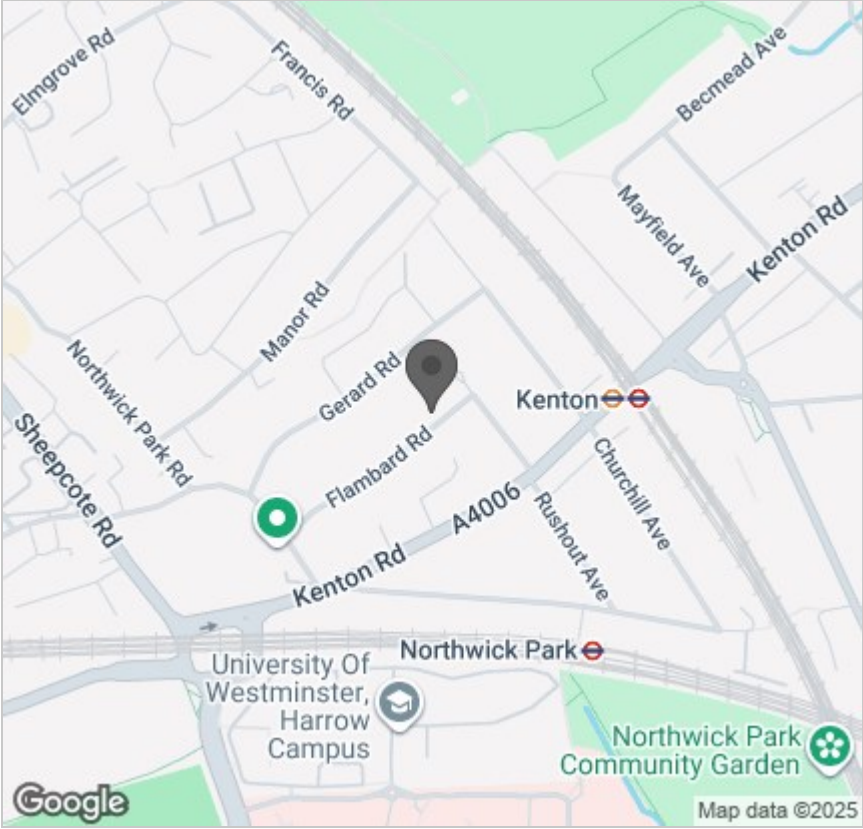 Elmgrove Rd
Francis Rd
Becmead Ave
Mayfield Ave
Kenton Rd
Manor Rd
Northwick Park Rd
Gerard Rd
Kenton
Sheepcote Rd
Flambard Rd
Churchill Ave
A4006
Rushout Ave
Kenton Rd
Northwick Park
University Of
Westminster,
Harrow
Campus
Northwick Park
Community Garden
Google
Map data ©2025